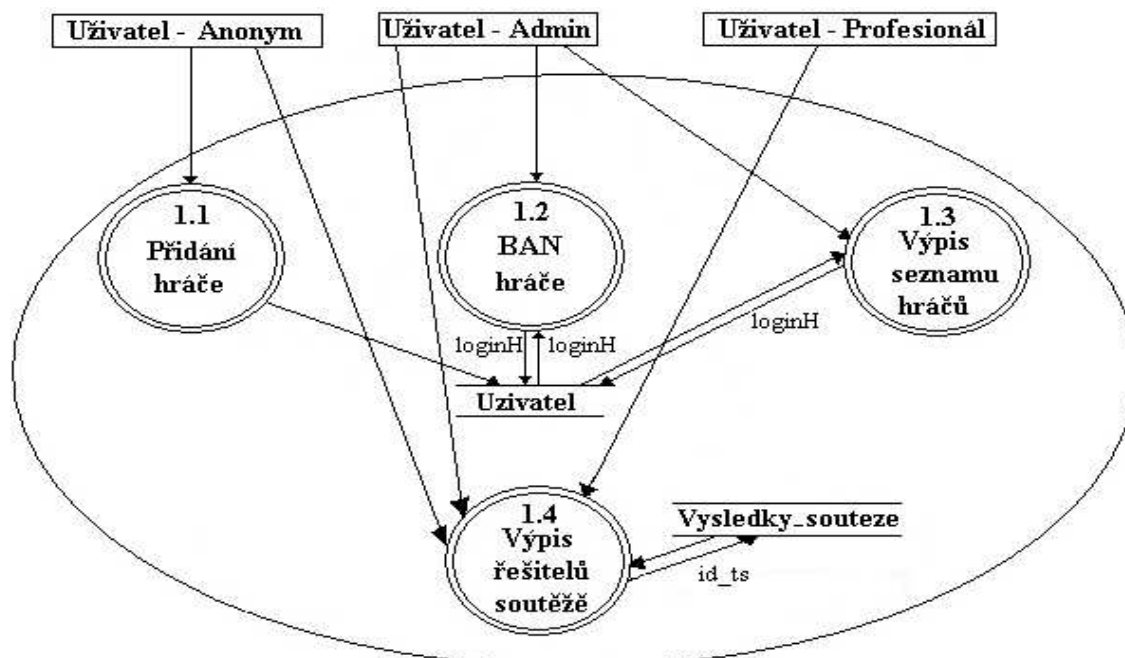 Uživatel - Anonym
Uživatel - Admin
Uživatel - Profesionál
1.1
Přidání
hráče
1.2
BAN
hráče
1.3
Výpis
seznamu
hráčů
loginH
loginH
loginH
Uzivatel
1.4
Výpis
řešitelů
soutěžě
Vysledky_souteze
id_ts